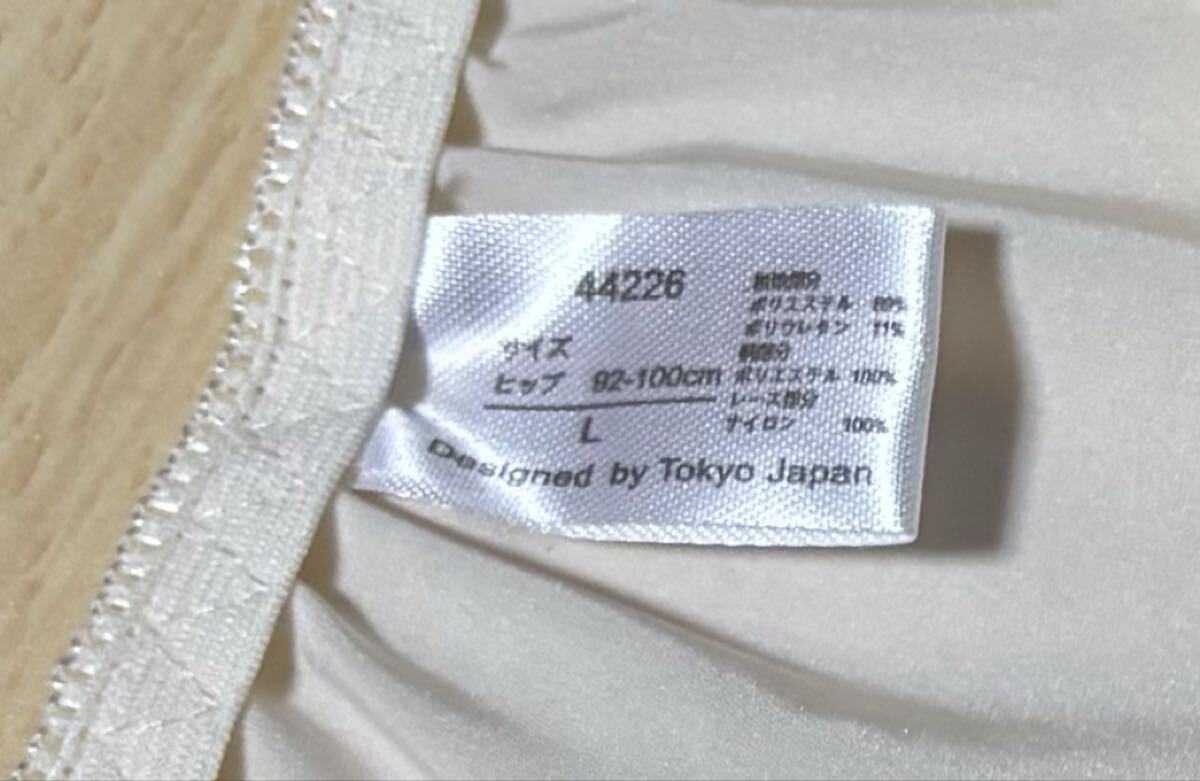 44226
サイズ
ヒップ 92-100cm
L
ポリエステル 89%
ポリウレタン 11%
ポリエステル 100%
レース部分
ナイロン 100%
Designed by Tokyo Japan